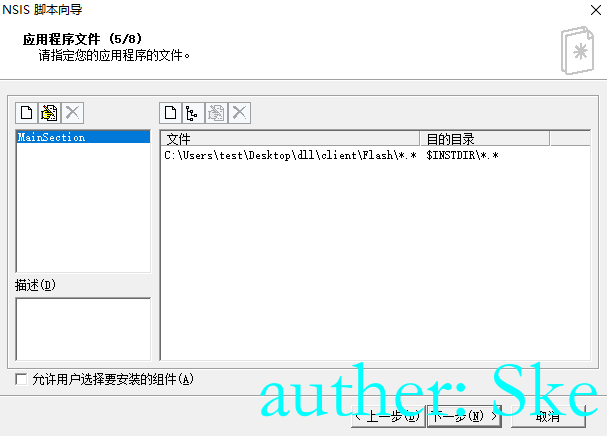 NSIS 脚本向导
应用程序文件 (5/8)
请指定您的应用程序的文件。
MainSection
文件 目的目录
C:\Users\test\Desktop\dll\client\Flash\*.* $INSTDIR\*.*
描述(D)
允许用户选择要安装的组件(A)
auther: Ske
< 上一步(U) 下一步(N) > 取消